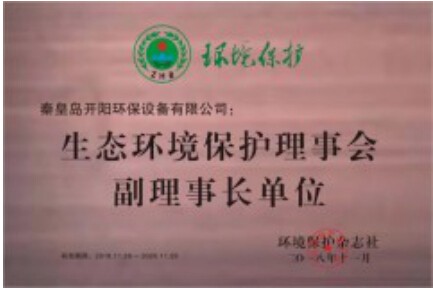 环境保护
秦皇岛开阳环保设备有限公司:
生态环境保护理事会
副理事长单位
环境保护杂志社
二〇一八年十一月